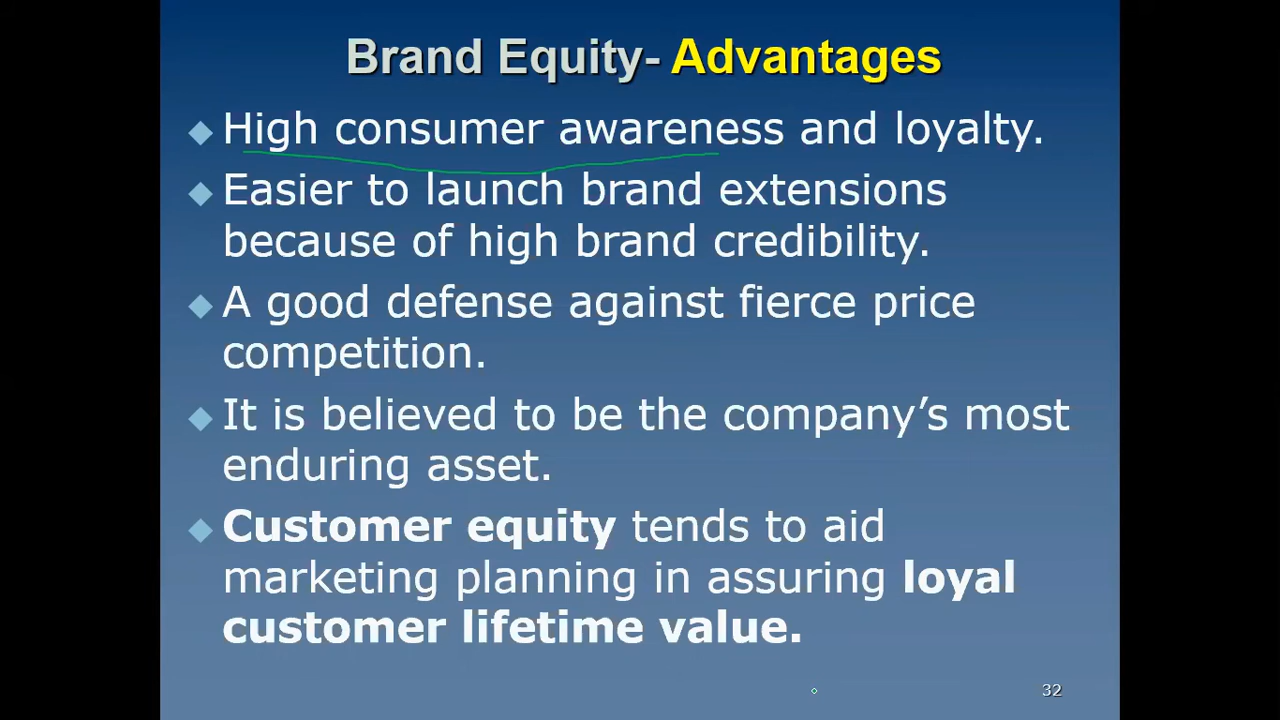 Brand Equity- Advantages
High consumer awareness and loyalty.
Easier to launch brand extensions
because of high brand credibility.
A good defense against fierce price
competition.
It is believed to be the company’s most
enduring asset.
Customer equity tends to aid
marketing planning in assuring loyal
customer lifetime value.
32